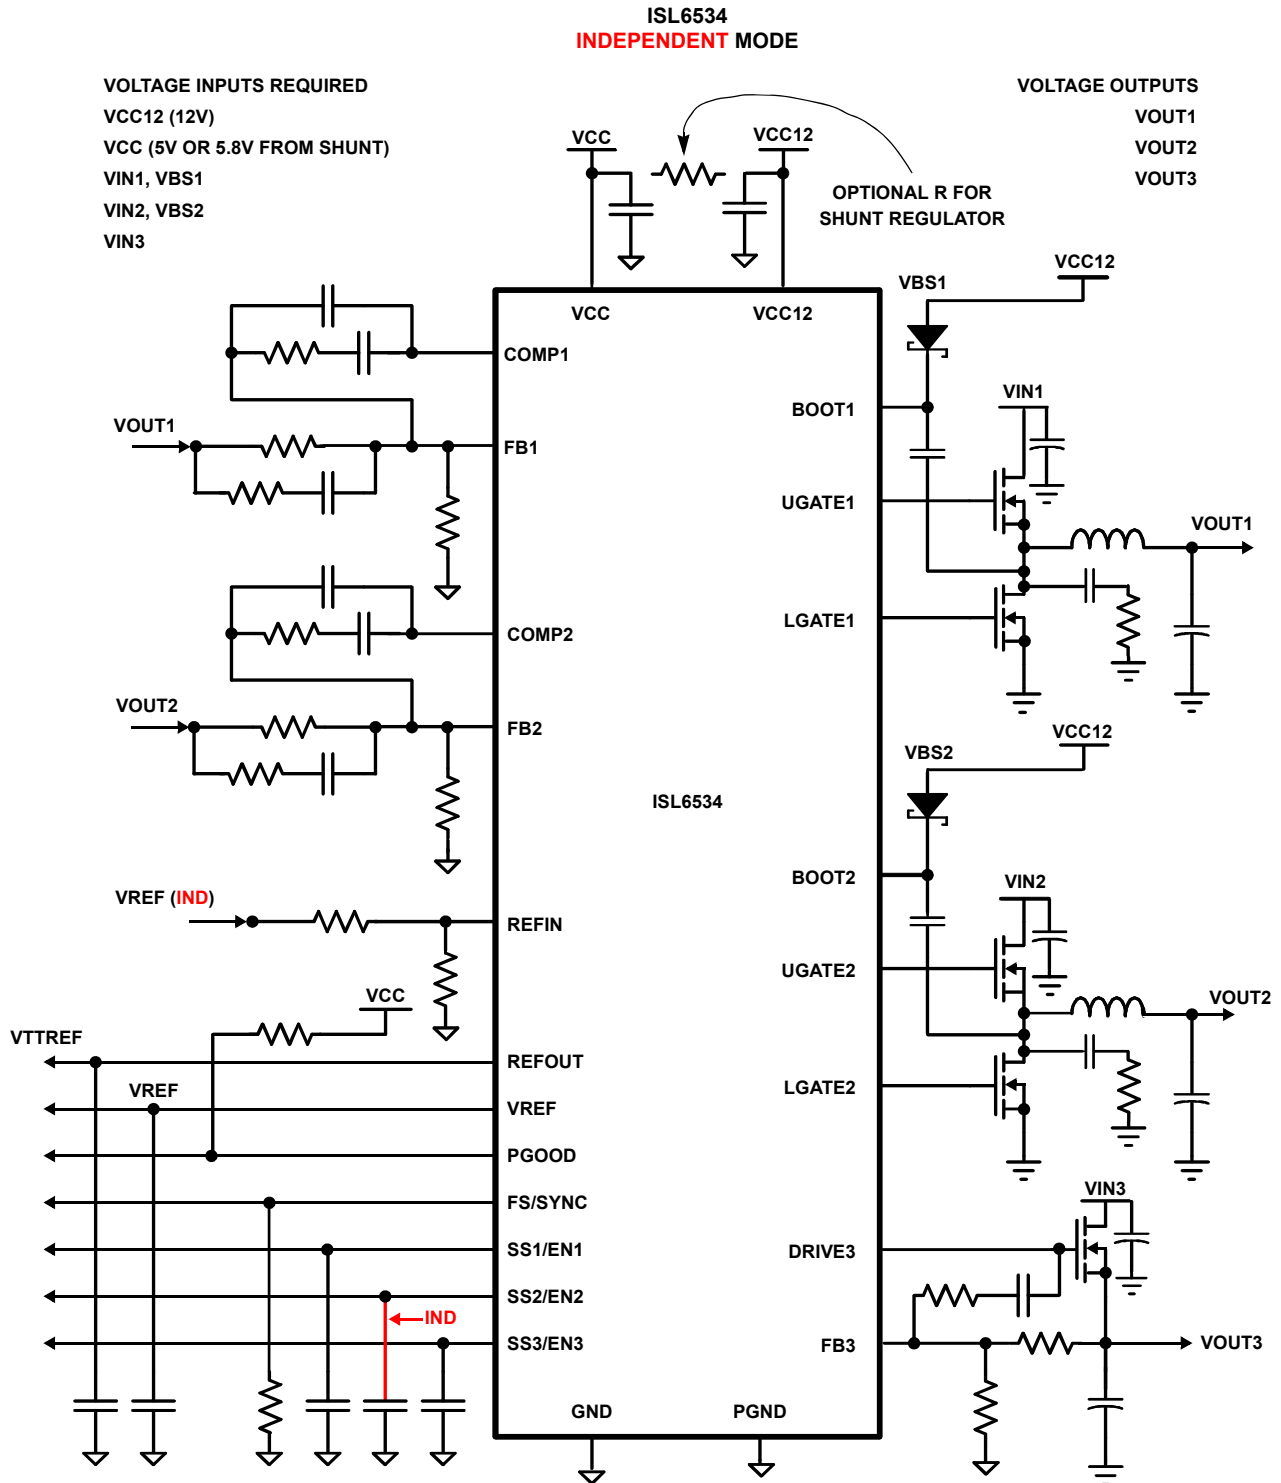 ISL6534
INDEPENDENT MODE
VOLTAGE INPUTS REQUIRED
VCC12 (12V)
VCC (5V OR 5.8V FROM SHUNT)
VIN1, VBS1
VIN2, VBS2
VIN3
VOLTAGE OUTPUTS
VOUT1
VOUT2
VOUT3
VCC
VCC12
OPTIONAL R FOR
SHUNT REGULATOR
VCC
VCC12
COMP1
VOUT1
FB1
COMP2
VOUT2
FB2
VREF (IND)
REFIN
VCC
VTTREF
REFOUT
VREF
VREF
PGOOD
FS/SYNC
SS1/EN1
SS2/EN2
IND
SS3/EN3
GND
PGND
ISL6534
VBS1
VCC12
BOOT1
VIN1
UGATE1
VOUT1
LGATE1
VBS2
VCC12
BOOT2
VIN2
UGATE2
VOUT2
LGATE2
VIN3
DRIVE3
FB3
VOUT3